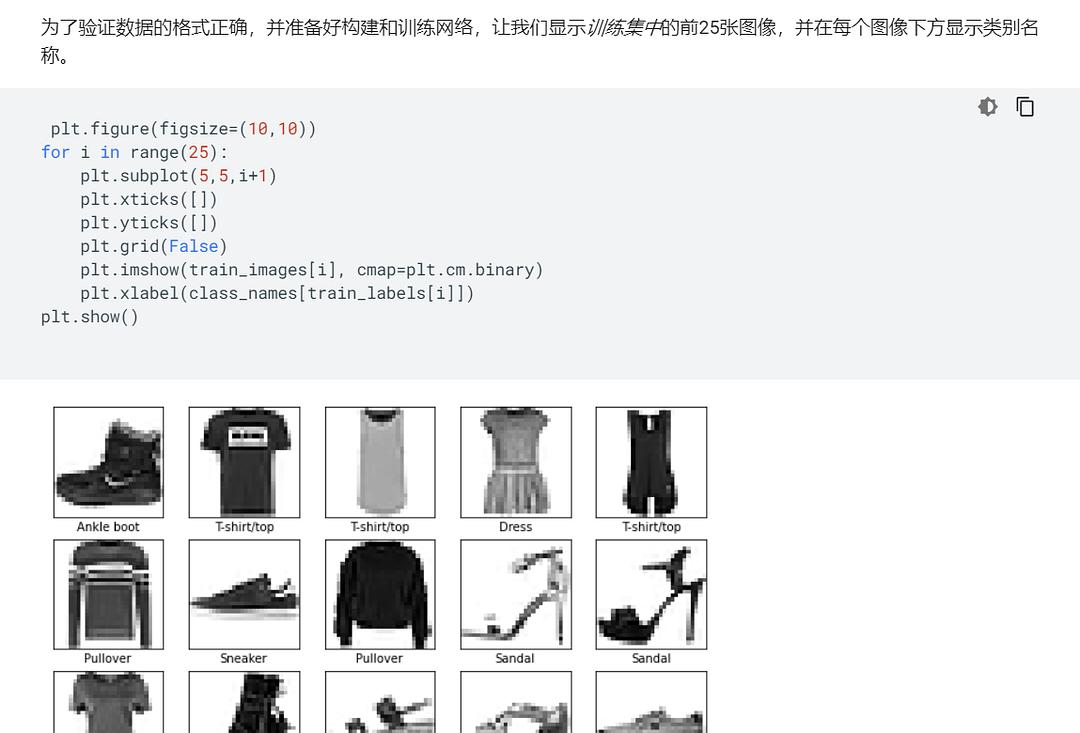 为了验证数据的格式正确，并准备好构建和训练网络，让我们显示训练集中的前25张图像，并在每个图像下方显示类别名
称。
plt.figure(figsize=(10,10))
for i in range(25):
    plt.subplot(5,5,i+1)
    plt.xticks([])
    plt.yticks([])
    plt.grid(False)
    plt.imshow(train_images[i], cmap=plt.cm.binary)
    plt.xlabel(class_names[train_labels[i]])
plt.show()
Ankle boot T-shirt/top T-shirt/top Dress T-shirt/top
Pullover Sneaker Pullover Sandal Sandal